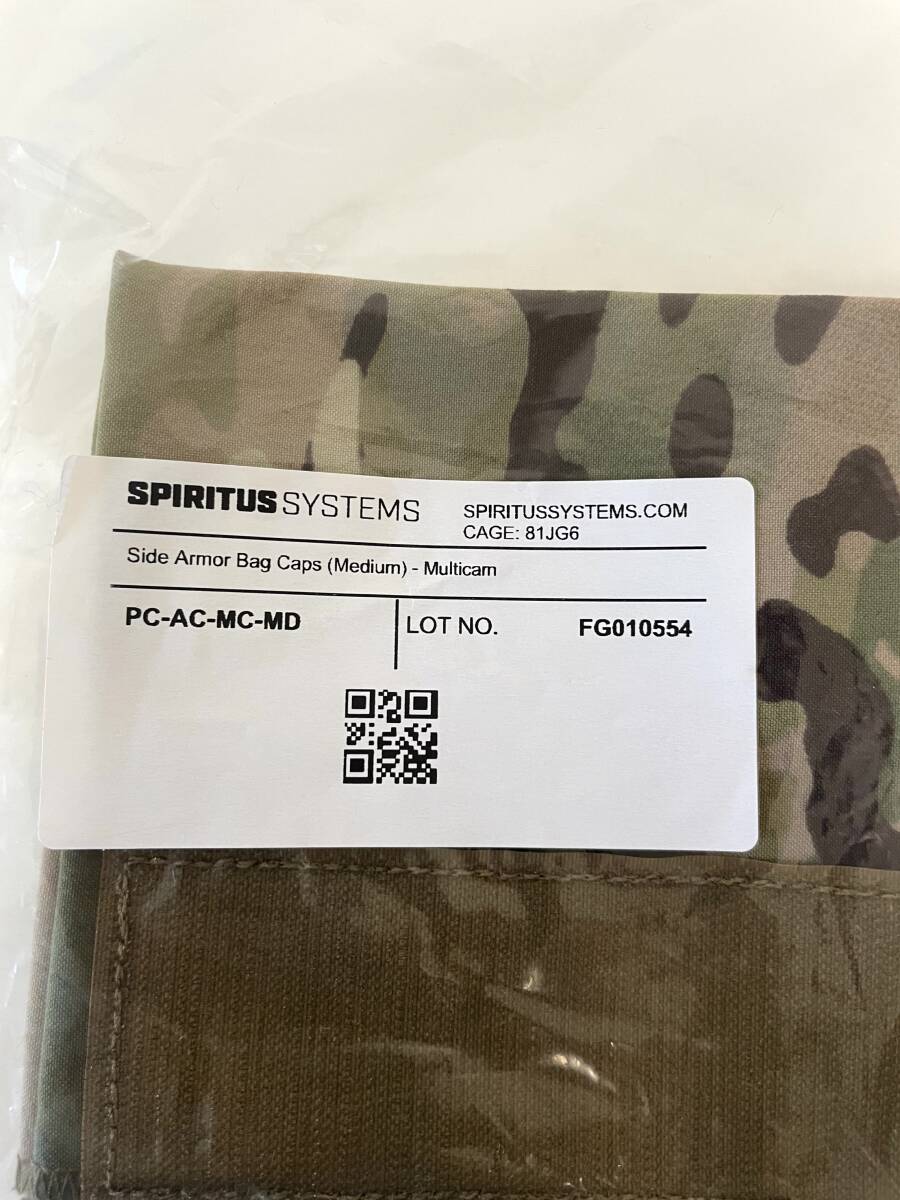 SPIRITUS SYSTEMS
SPIRITUSSYSTEMS.COM
CAGE: 81JG6
Side Armor Bag Caps (Medium) - Multicam
PC-AC-MC-MD
LOT NO. FG010554